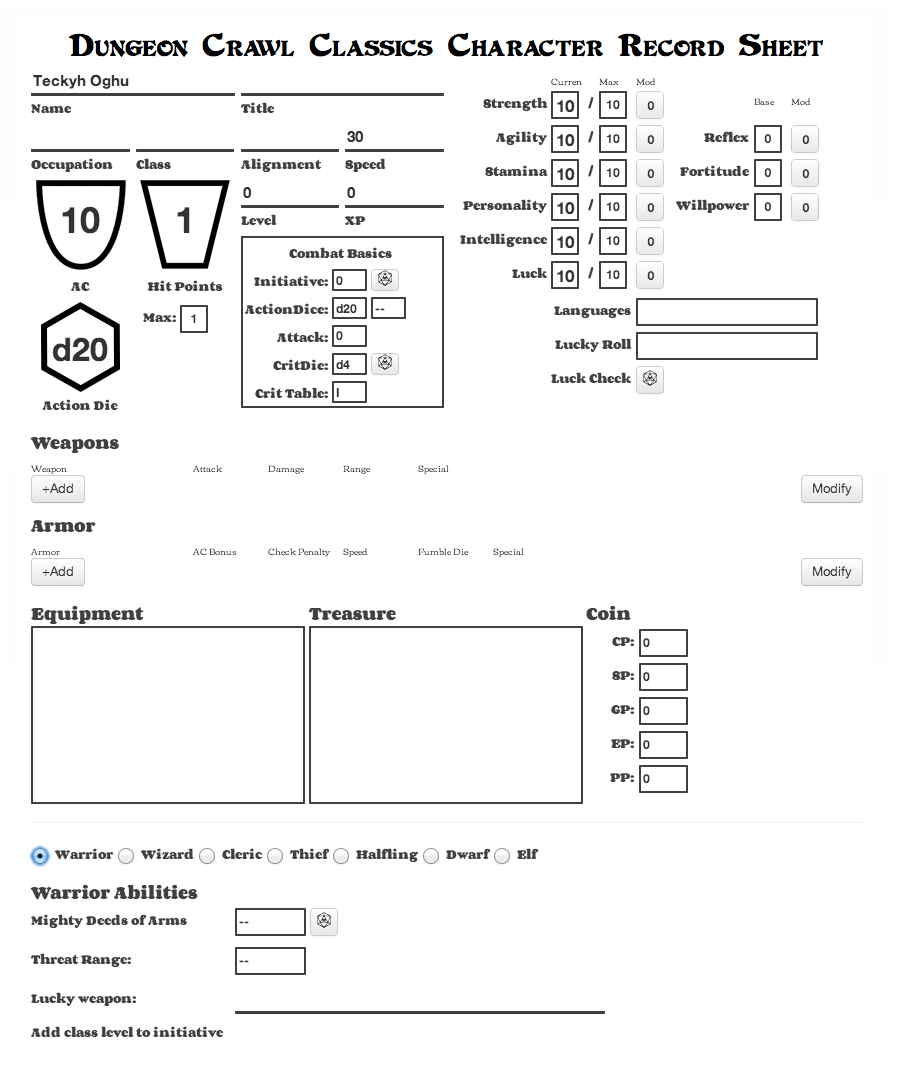 Dungeon Crawl Classics Character Record Sheet
Teckyh Oghu
Name Title
30
Occupation Class Alignment Speed
0 0
Level XP
10 1
AC Hit Points
Max: 1
d20
Action Die
Combat Basics
Initiative: 0
ActionDice: d20 --
Attack: 0
CritDie: d4
Crit Table: I
Curren Max Mod
Strength 10 / 10 0
Agility 10 / 10 0
Stamina 10 / 10 0
Personality 10 / 10 0
Intelligence 10 / 10 0
Luck 10 / 10 0
Base Mod
Reflex 0 0
Fortitude 0 0
Willpower 0 0
Languages
Lucky Roll
Luck Check
Weapons
Weapon Attack Damage Range Special
+Add Modify
Armor
Armor AC Bonus Check Penalty Speed Fumble Die Special
+Add Modify
Equipment Treasure Coin
CP: 0
SP: 0
GP: 0
EP: 0
PP: 0
Warrior Wizard Cleric Thief Halfling Dwarf Elf
Warrior Abilities
Mighty Deeds of Arms --
Threat Range: --
Lucky weapon:
Add class level to initiative